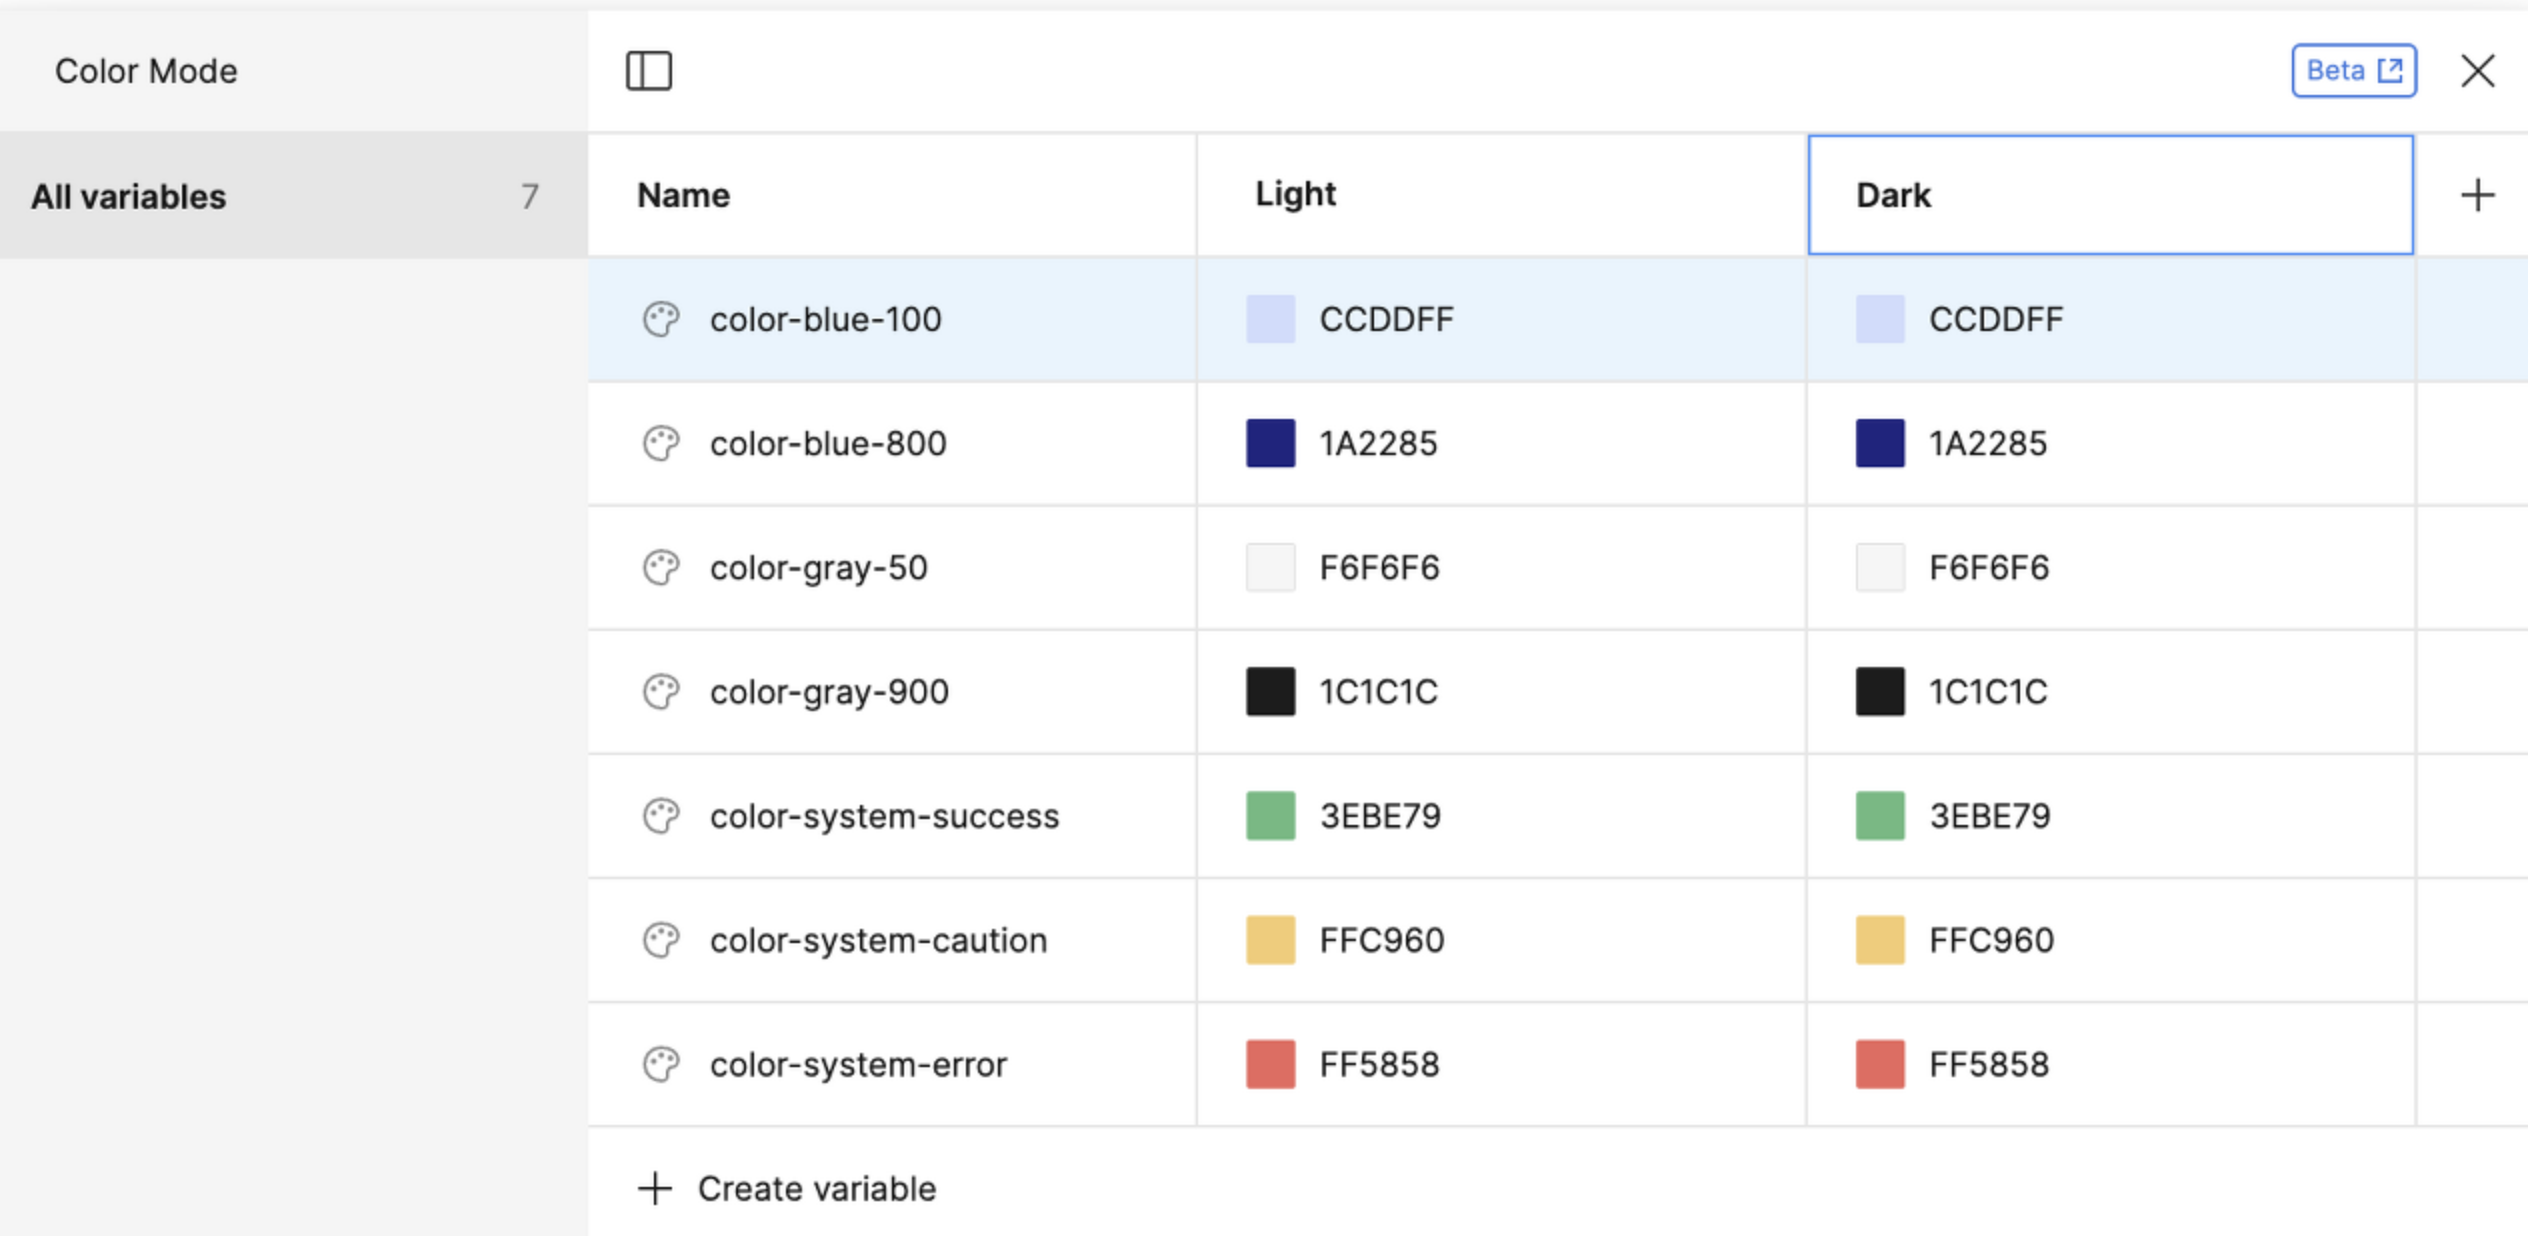 Color Mode
Beta
All variables 7
Name Light Dark
color-blue-100 CCDDFF CCDDFF
color-blue-800 1A2285 1A2285
color-gray-50 F6F6F6 F6F6F6
color-gray-900 1C1C1C 1C1C1C
color-system-success 3EBE79 3EBE79
color-system-caution FFC960 FFC960
color-system-error FF5858 FF5858
Create variable